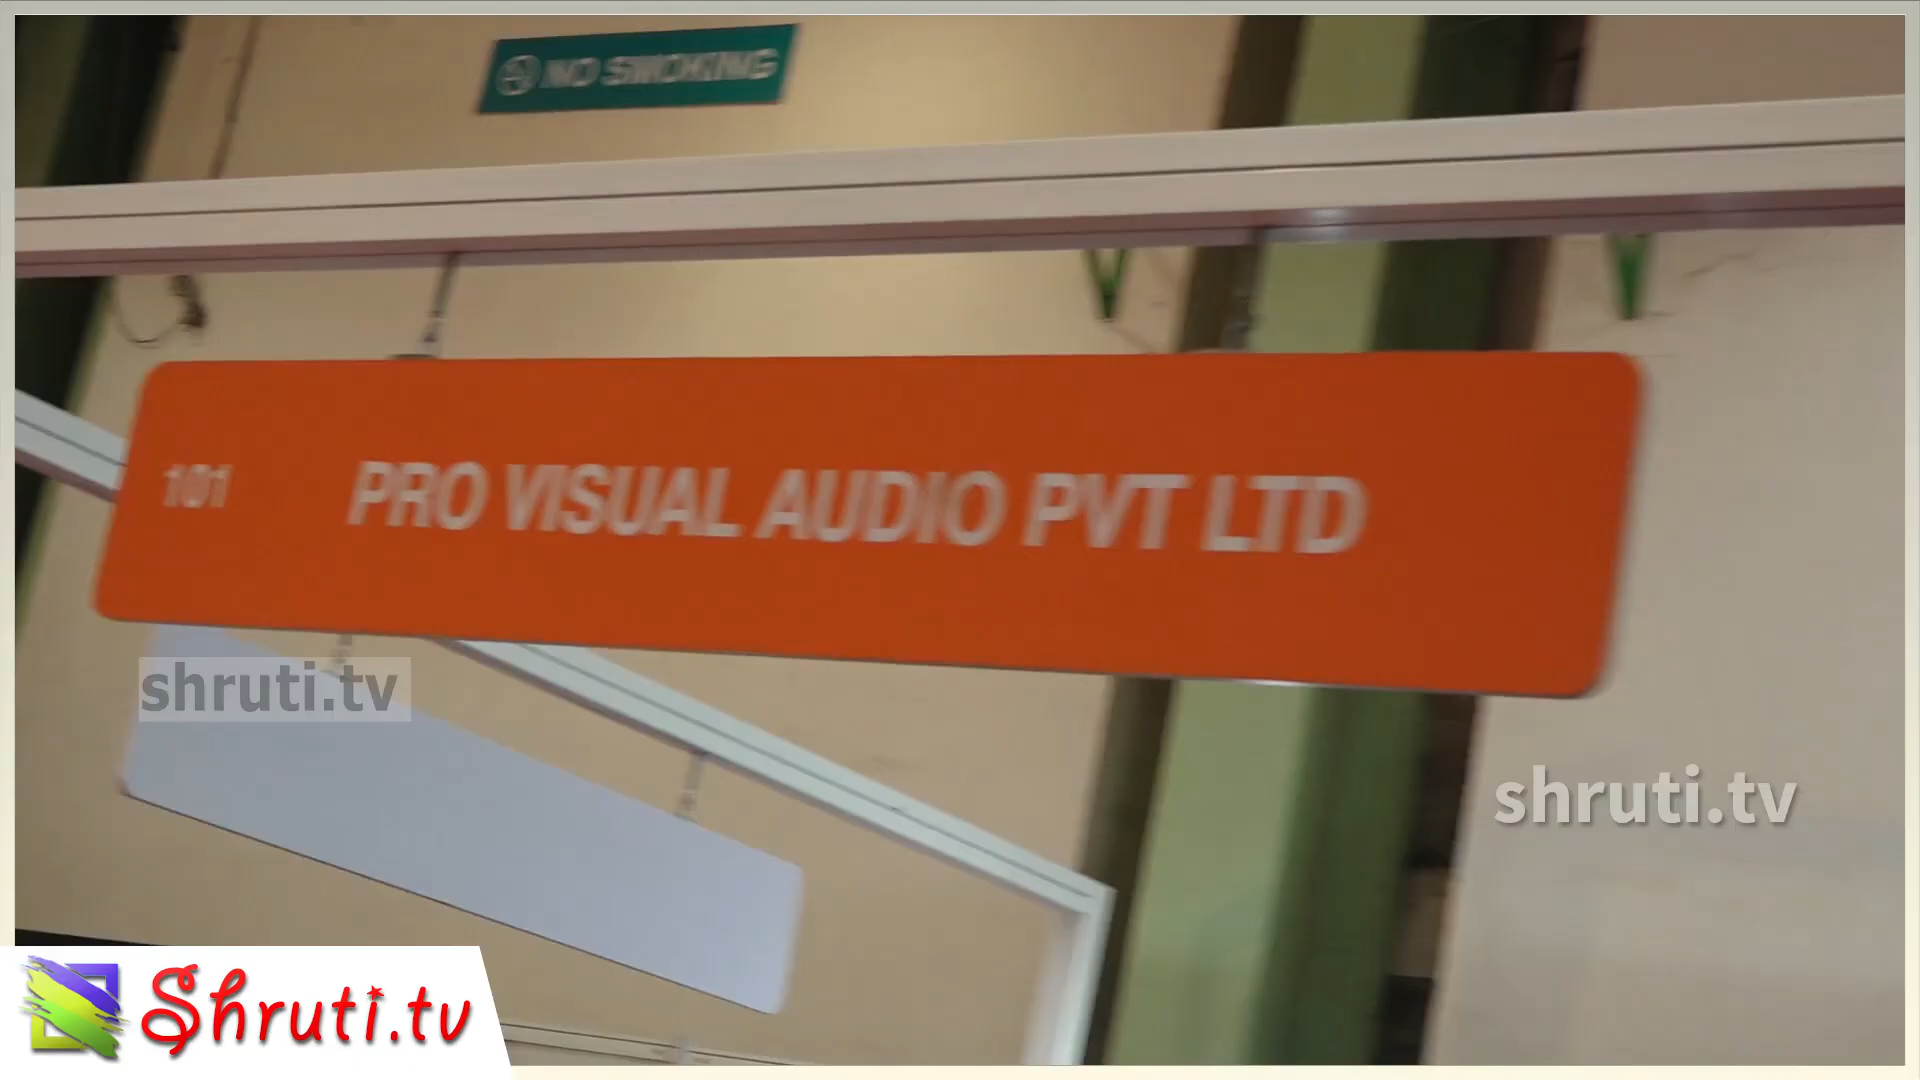 NO SMOKING
101 PRO VISUAL AUDIO PVT LTD
shruti.tv
shruti.tv
Shruti.tv